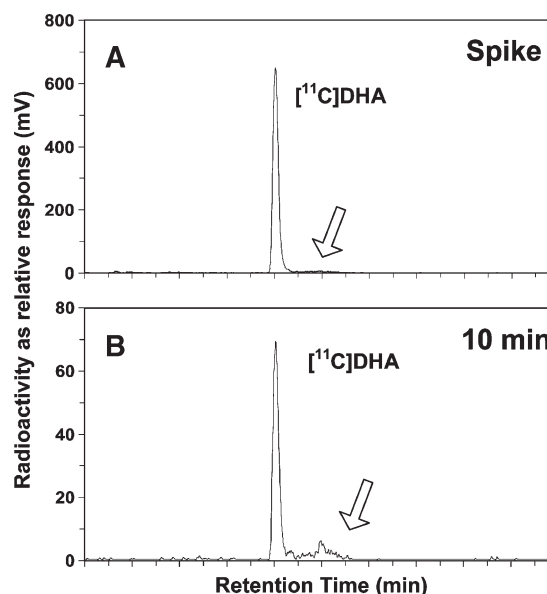 Radioactivity as relative response (mV)
800
600
400
200
0
A
Spike
[¹¹C]DHA
80
60
40
20
0
B
10 min
[¹¹C]DHA
Retention Time (min)